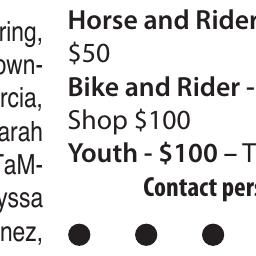 ring,
own-
rcia,
arah
TaM-
yssa
nez,
Horse and Rider
$50
Bike and Rider -
Shop $100
Youth - $100 – T
Contact pers